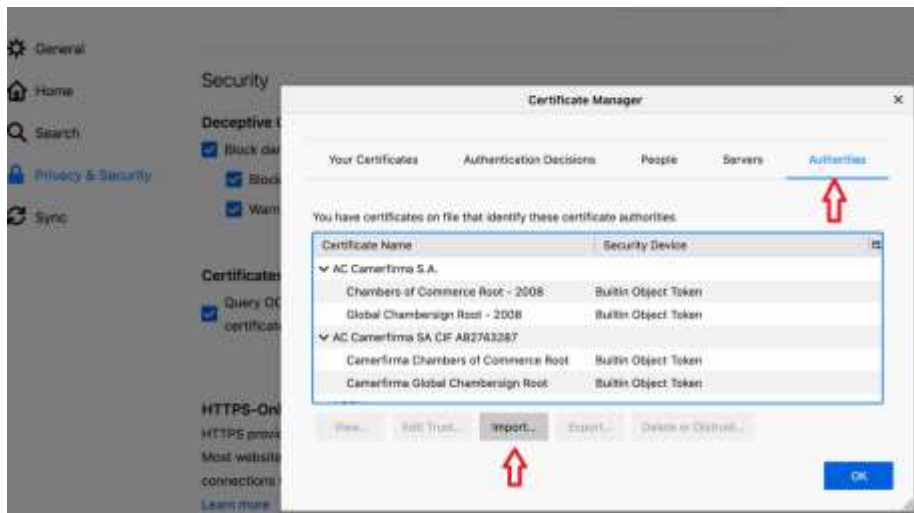 General
Home
Search
Privacy & Security
Sync
Security
Deceptive
Block
Block
Warn
Certificates
Query
HTTPS-Onl
HTTPS
Most website
connections
Learn more
Certificate Manager
Your Certificates Authentication Decisions People Servers Authorities
You have certificates on file that identify these certificate authorities
Certificate Name Security Device
AC Camerfirma S.A.
Chambers of Commerce Root - 2008 Builtin Object Token
Global Chambersign Root - 2008 Builtin Object Token
AC Camerfirma SA CIF A82743287
Camerfirma Chambers of Commerce Root Builtin Object Token
Camerfirma Global Chambersign Root Builtin Object Token
View... Edit Trust... Import... Export... Delete or Distrust...
OK